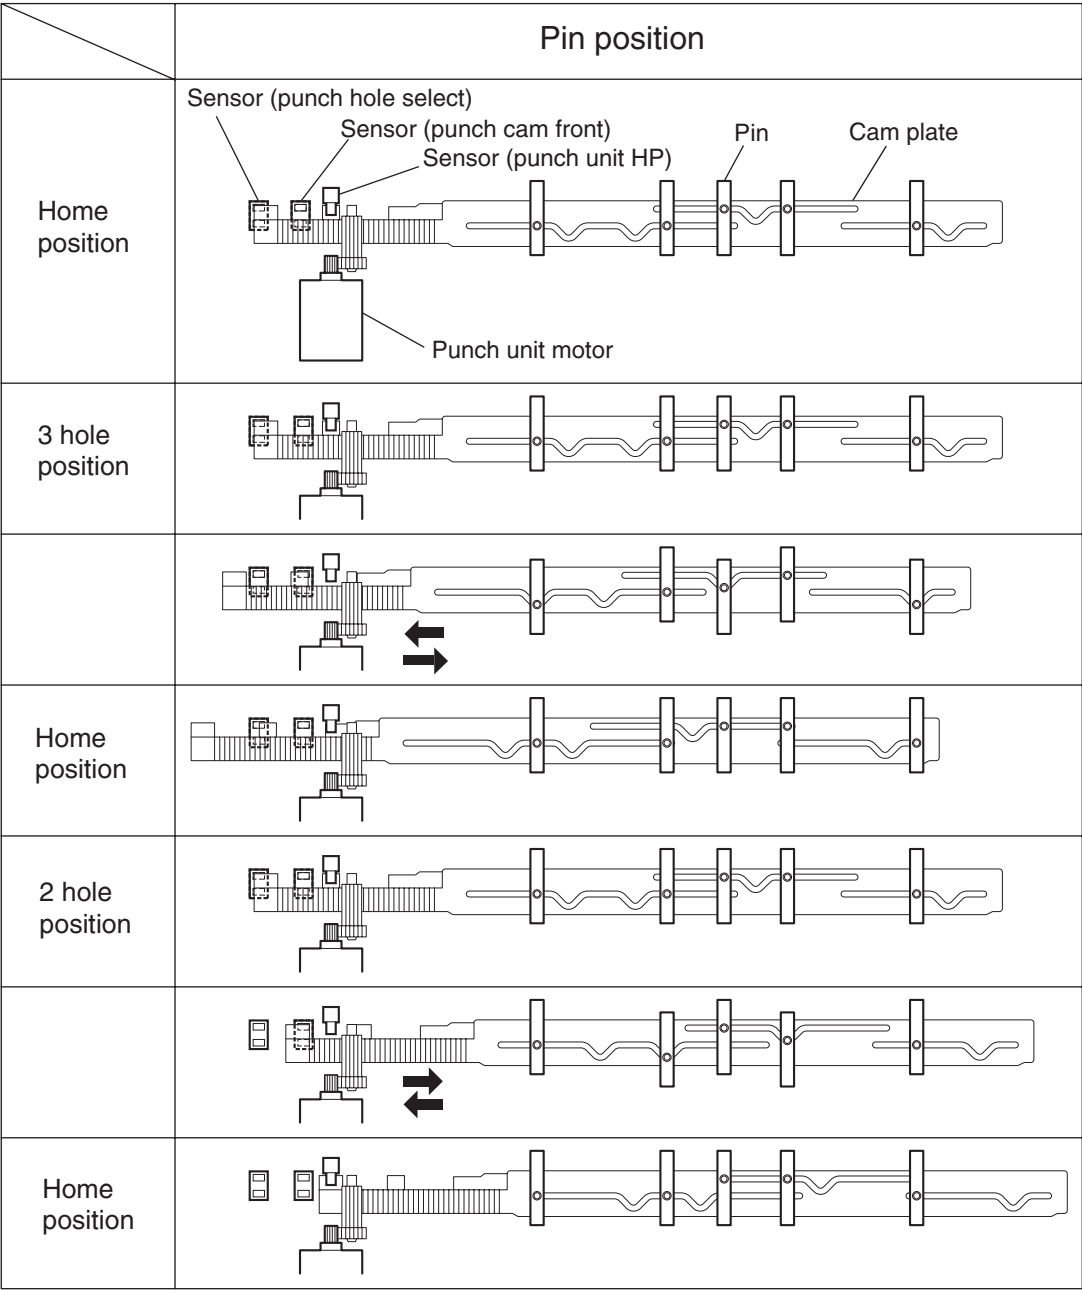 Pin position
Sensor (punch hole select)
Sensor (punch cam front)
Sensor (punch unit HP)
Pin
Cam plate
Home
position
Punch unit motor
3 hole
position
Home
position
2 hole
position
Home
position